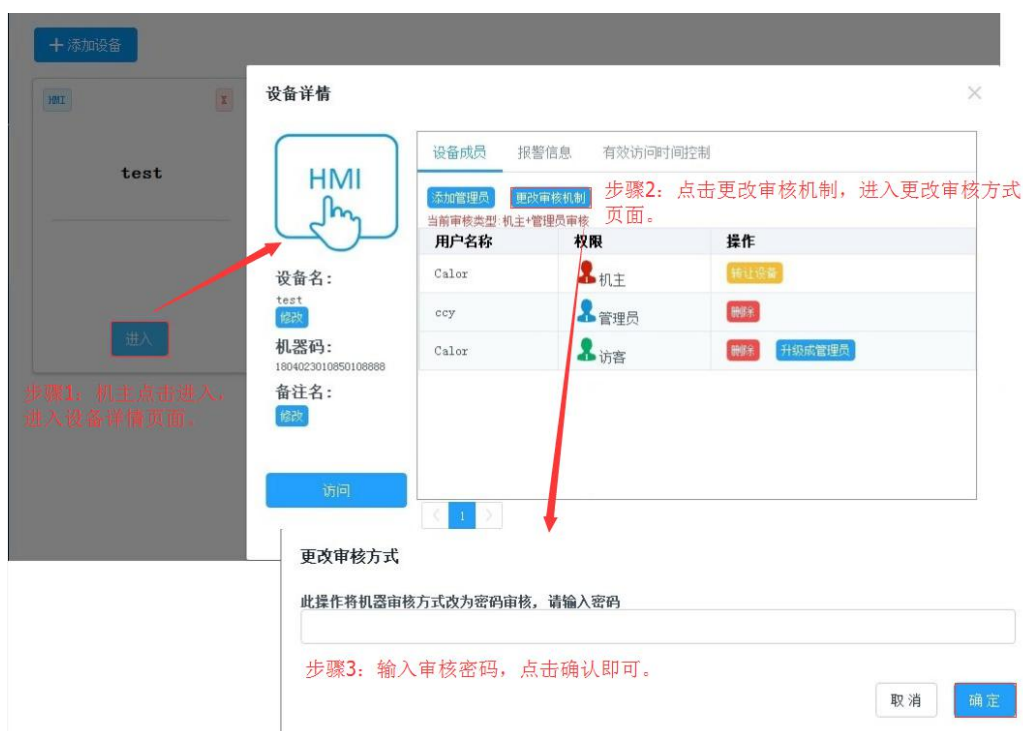 +添加设备
HMI
X
test
进入
步骤1：机主点击进入，
进入设备详情页面。
设备详情
HMI
设备名：
test
修改
机器码：
1804023010850108888
备注名：
修改
访问
设备成员 报警信息 有效访问时间控制
添加管理员 更改审核机制
步骤2：点击更改审核机制，进入更改审核方式
页面。
当前审核类型:机主+管理员审核
用户名称 权限 操作
Calor 机主 转让设备
ccy 管理员 删除
Calor 访客 删除 升级成管理员
< 1 >
更改审核方式
此操作将机器审核方式改为密码审核，请输入密码
步骤3：输入审核密码，点击确认即可。
取消 确定